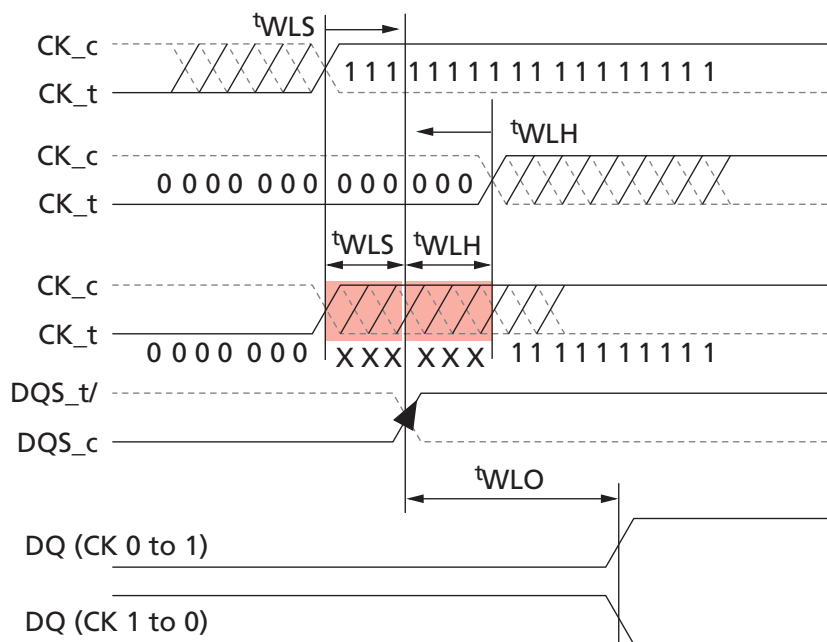 tWLS
CK_c
1 1 1 1 1 1 1 1 1 1 1 1 1 1 1 1 1
CK_t
CK_c
tWLH
0 0 0 0 0 0 0 0 0 0 0 0 0
CK_t
tWLS tWLH
CK_c
CK_t
0 0 0 0 0 0 0 X X X X X X 1 1 1 1 1 1 1 1 1 1
DQS_t/
DQS_c
tWLO
DQ (CK 0 to 1)
DQ (CK 1 to 0)